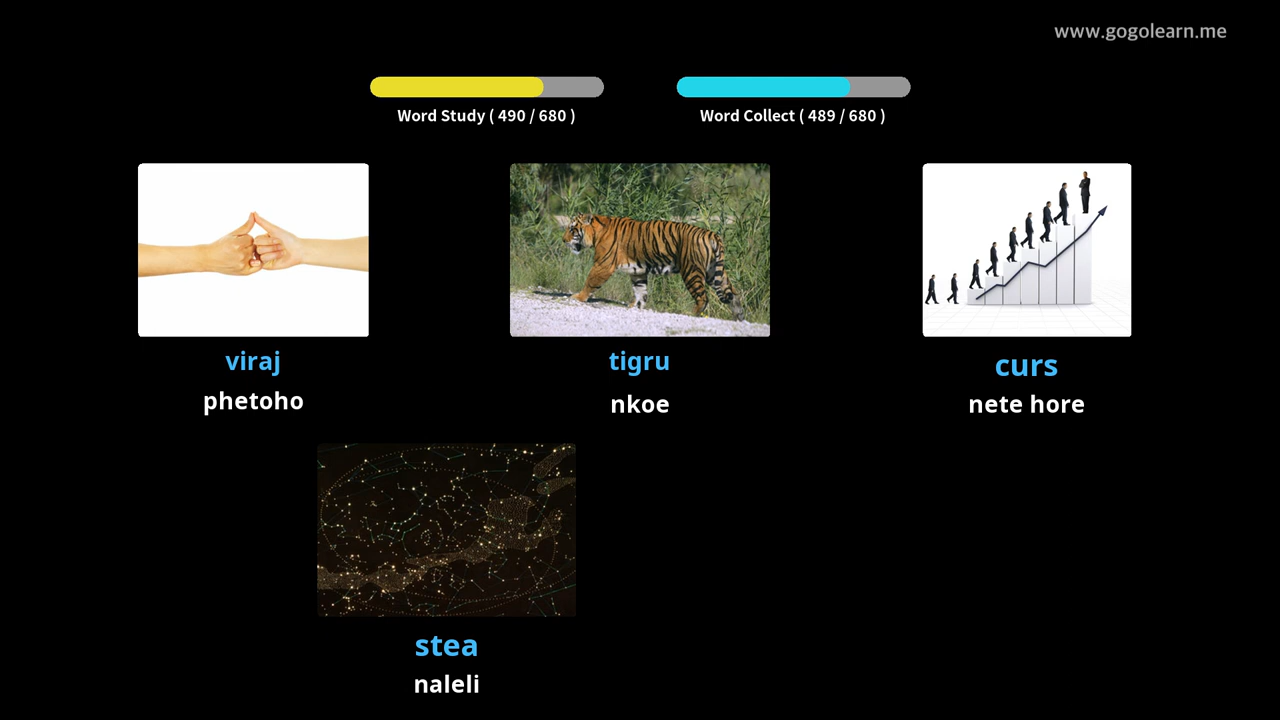 www.gogolearn.me
Word Study ( 490 / 680 )
Word Collect ( 489 / 680 )
viraj
phetoho
tigru
nkoe
curs
nete hore
stea
naleli